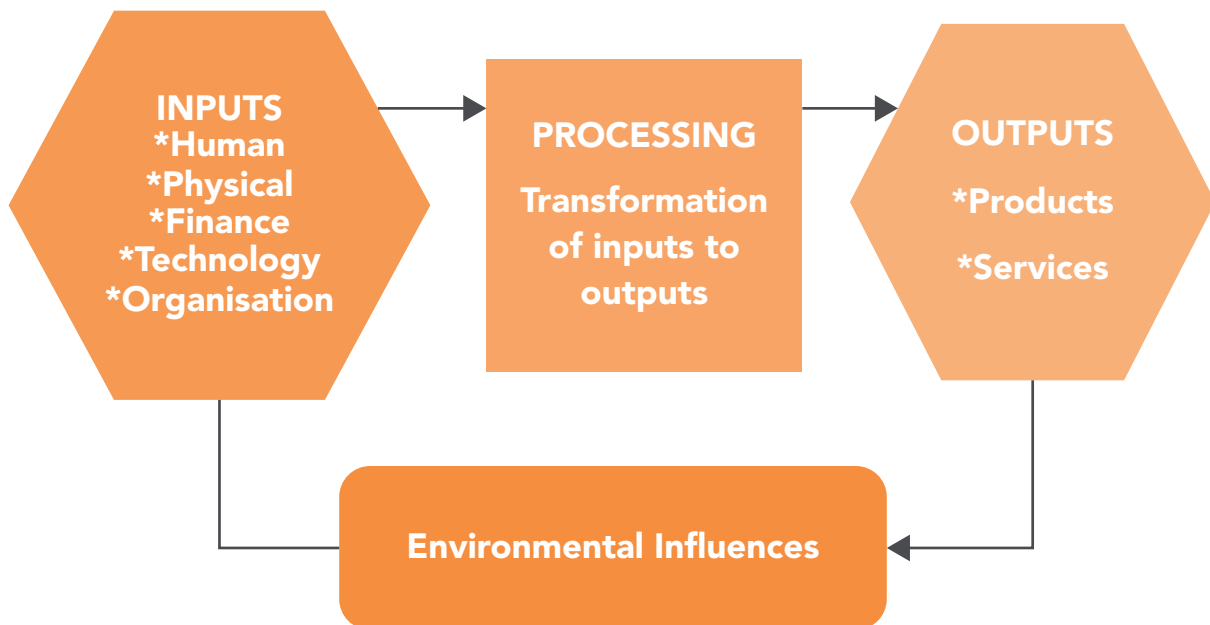 INPUTS
*Human
*Physical
*Finance
*Technology
*Organisation
PROCESSING
Transformation
of inputs to
outputs
OUTPUTS
*Products
*Services
Environmental Influences